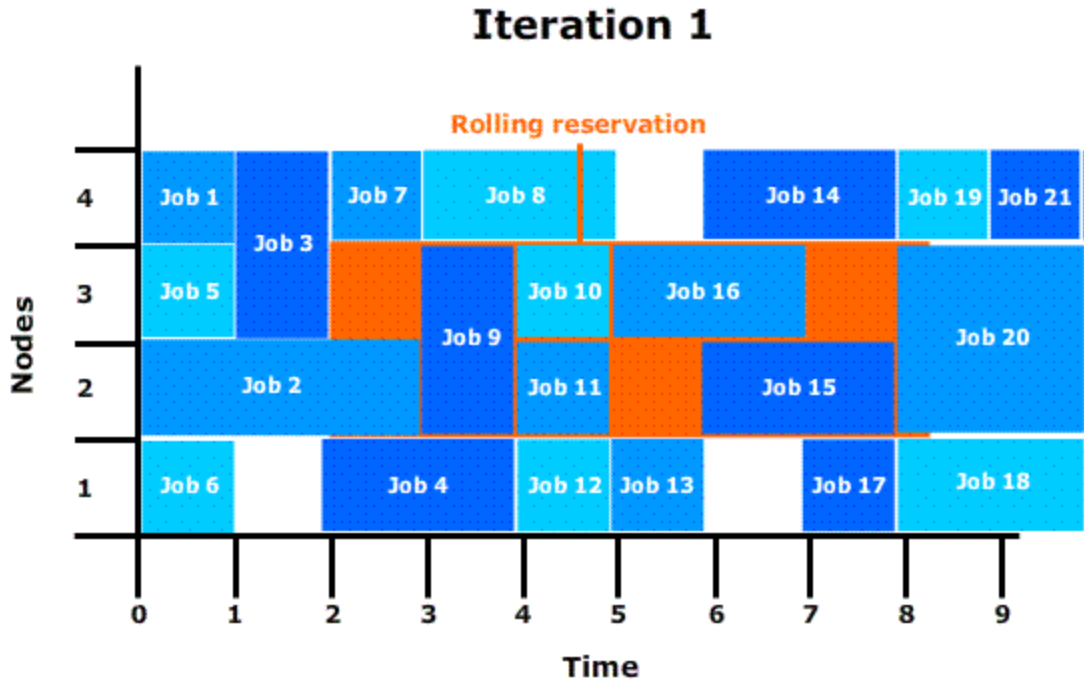 Iteration 1
Rolling reservation
4
Job 1
Job 3
Job 7
Job 8
Job 14
Job 19
Job 21
3
Job 5
Job 10
Job 16
Nodes
Job 9
Job 20
2
Job 2
Job 11
Job 15
1
Job 6
Job 4
Job 12
Job 13
Job 17
Job 18
0 1 2 3 4 5 6 7 8 9
Time